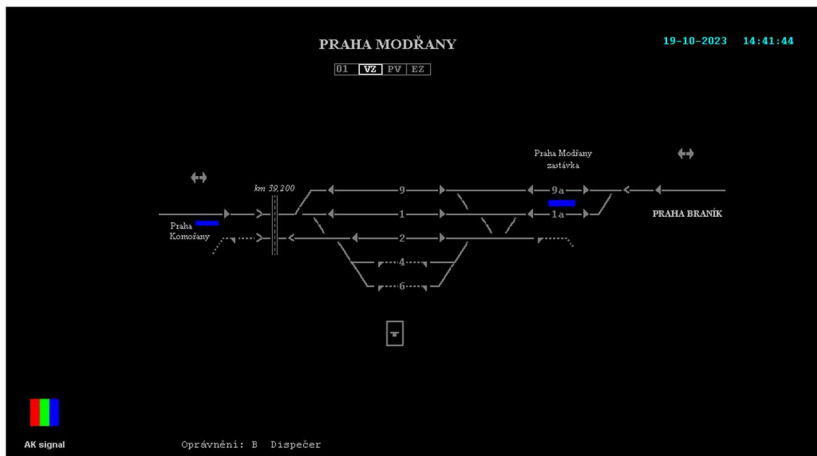 PRAHA MODŘANY
19-10-2023 14:41:44
01 VZ PV EZ
Praha Modřany
zastávka
km 39,200
9 9a
1 1a
PRAHA BRANÍK
Praha
Komořany
2
4
6
AK signal
Oprávnění: B Dispečer